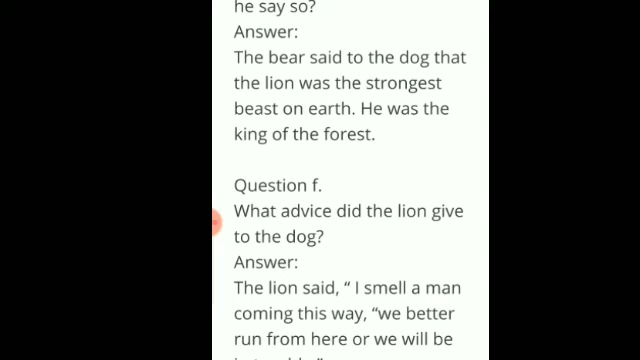 he say so?
Answer:
The bear said to the dog that
the lion was the strongest
beast on earth. He was the
king of the forest.
Question f.
What advice did the lion give
to the dog?
Answer:
The lion said, “ I smell a man
coming this way, “we better
run from here or we will be